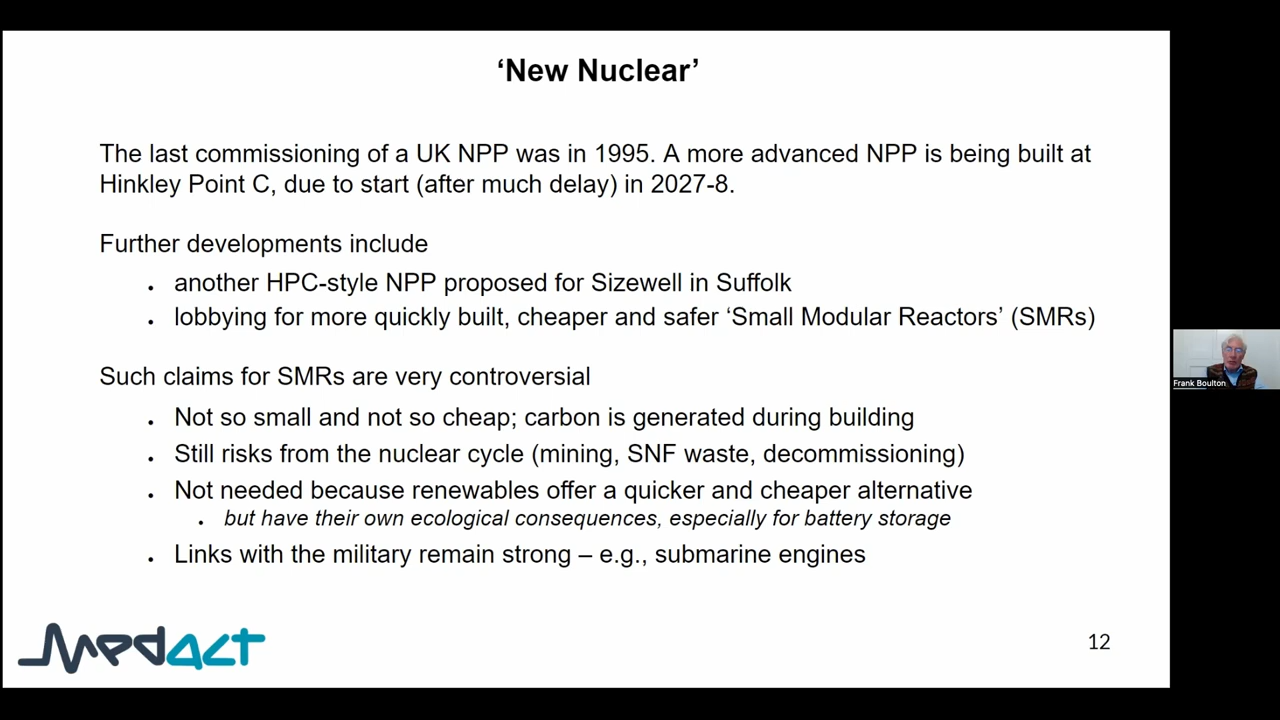 ‘New Nuclear’
The last commissioning of a UK NPP was in 1995. A more advanced NPP is being built at
Hinkley Point C, due to start (after much delay) in 2027-8.
Further developments include
• another HPC-style NPP proposed for Sizewell in Suffolk
• lobbying for more quickly built, cheaper and safer ‘Small Modular Reactors’ (SMRs)
Such claims for SMRs are very controversial
• Not so small and not so cheap; carbon is generated during building
• Still risks from the nuclear cycle (mining, SNF waste, decommissioning)
• Not needed because renewables offer a quicker and cheaper alternative
• but have their own ecological consequences, especially for battery storage
• Links with the military remain strong – e.g., submarine engines
Medact
12
Frank Boulton